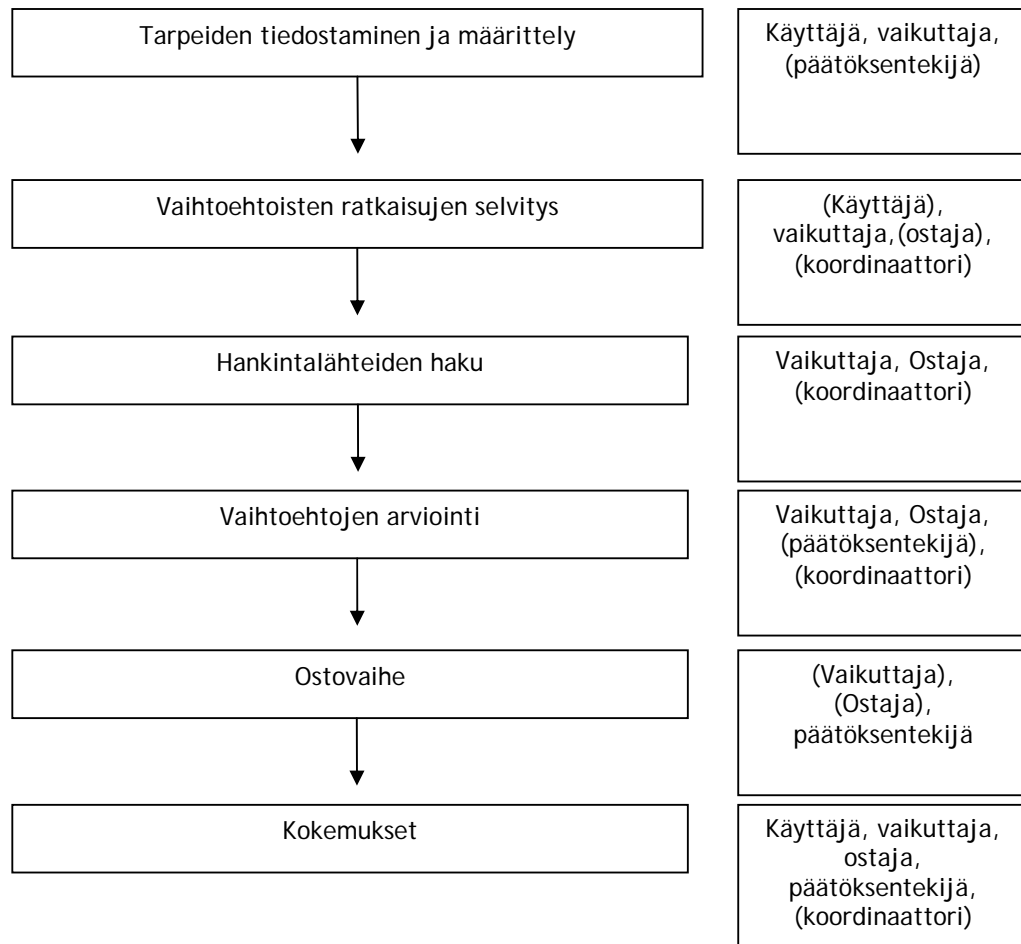 Tarpeiden tiedostaminen ja määrittely
Käyttäjä, vaikuttaja,
(päätöksentekijä)
Vaihtoehtoisten ratkaisujen selvitys
(Käyttäjä),
vaikuttaja,(ostaja),
(koordinaattori)
Hankintalähteiden haku
Vaikuttaja, Ostaja,
(koordinaattori)
Vaihtoehtojen arviointi
Vaikuttaja, Ostaja,
(päätöksentekijä),
(koordinaattori)
Ostovaihe
(Vaikuttaja),
(Ostaja),
päätöksentekijä
Kokemukset
Käyttäjä, vaikuttaja,
ostaja,
päätöksentekijä,
(koordinaattori)